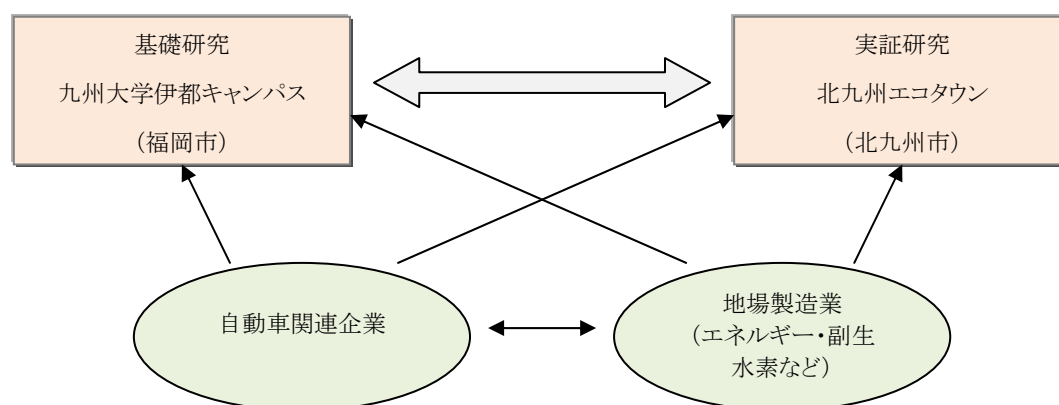 基礎研究
九州大学伊都キャンパス
（福岡市）
実証研究
北九州エコタウン
（北九州市）
自動車関連企業
地場製造業
（エネルギー・副生
水素など）